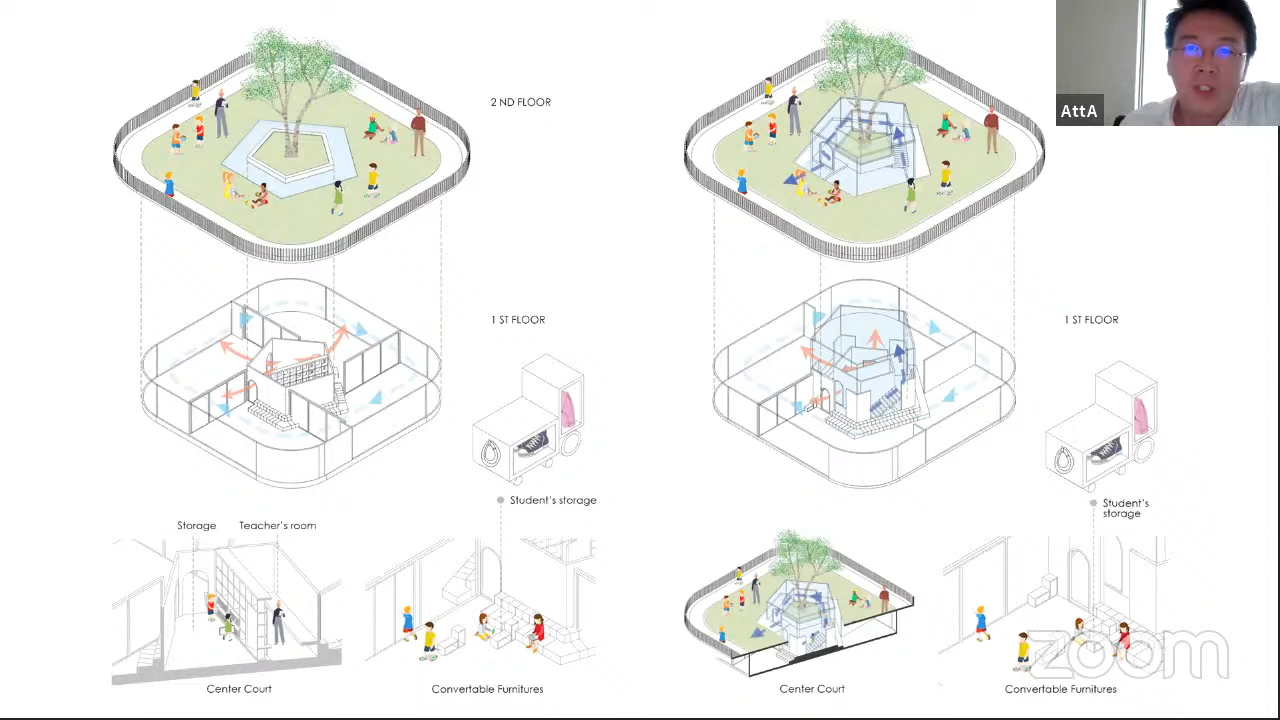 2 ND FLOOR
AttA
1 ST FLOOR
1 ST FLOOR
Student's storage
Student's
storage
Storage
Teacher's room
Center Court
Convertable Furnitures
Center Court
Convertable Furnitures
zoom